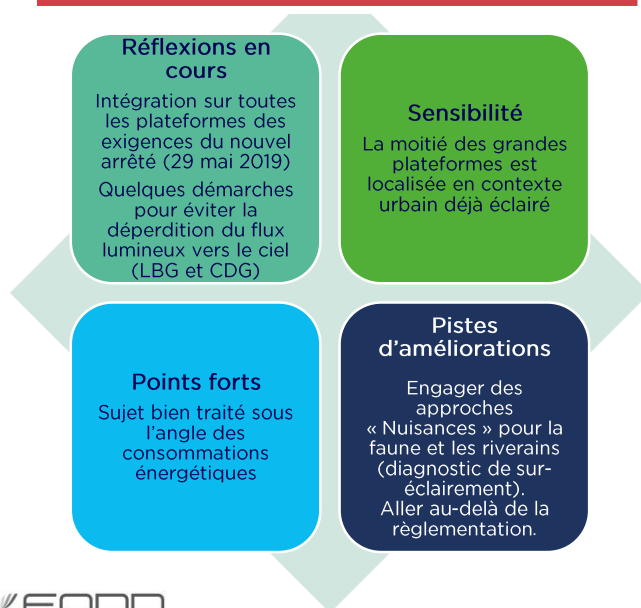 Réflexions en
cours
Intégration sur toutes
les plateformes des
exigences du nouvel
arrêté (29 mai 2019)
Quelques démarches
pour éviter la
déperdition du flux
lumineux vers le ciel
(LBG et CDG)
Sensibilité
La moitié des grandes
plateformes est
localisée en contexte
urbain déjà éclairé
Points forts
Sujet bien traité sous
l'angle des
consommations
énergétiques
Pistes
d'améliorations
Engager des
approches
« Nuisances » pour la
faune et les riverains
(diagnostic de sur-
éclairement).
Aller au-delà de la
règlementation.